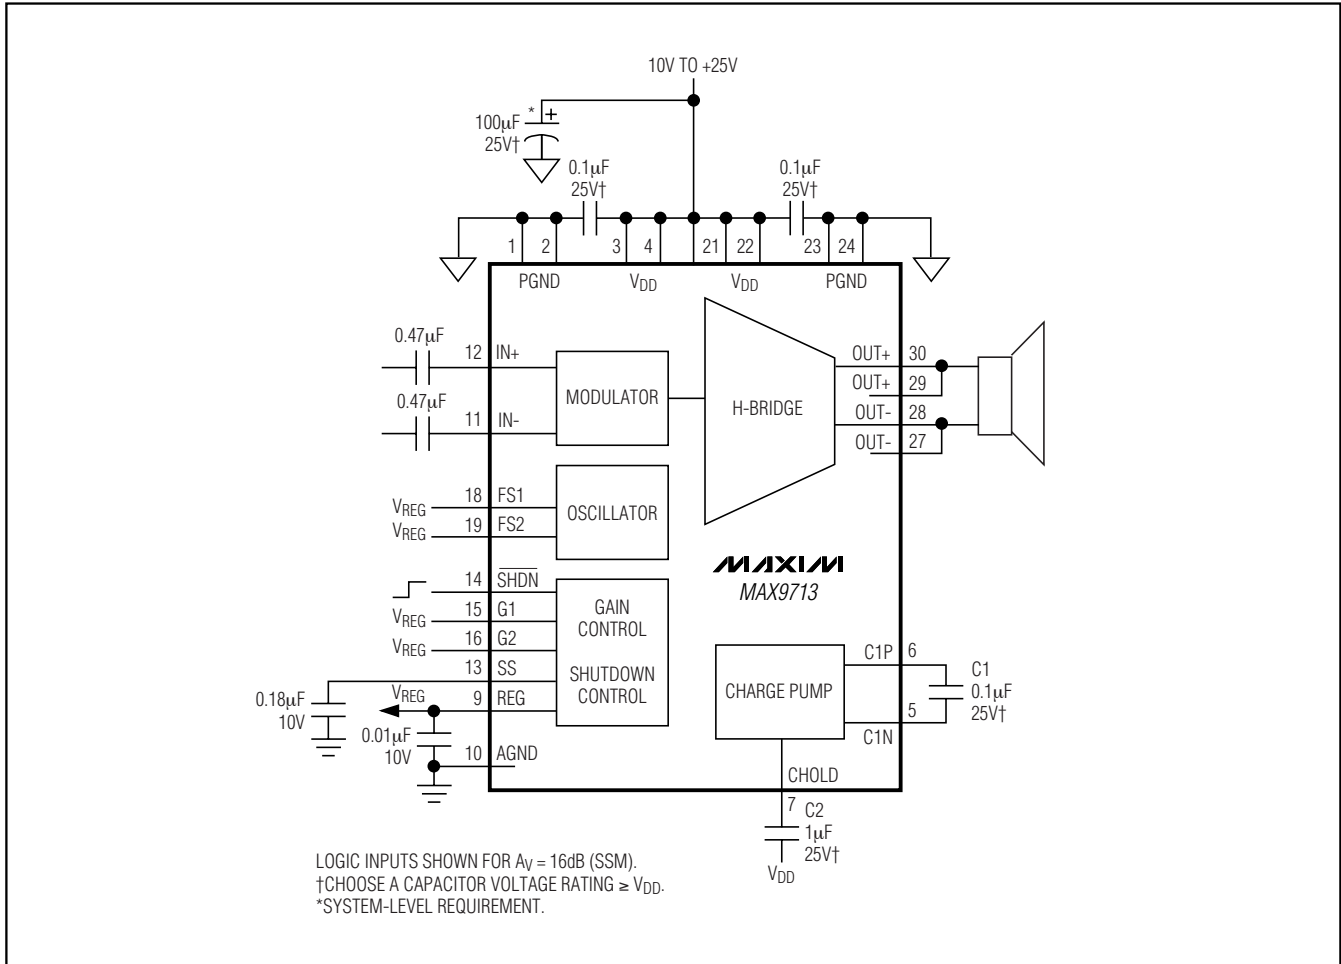 10V TO +25V
* +
100µF
25V†
0.1µF
25V†
0.1µF
25V†
1 2 3 4 21 22 23 24
PGND VDD VDD PGND
0.47µF
12 IN+
0.47µF
11 IN-
MODULATOR
H-BRIDGE
OUT+ 30
OUT+ 29
OUT- 28
OUT- 27
VREG 18 FS1
VREG 19 FS2
OSCILLATOR
MAXIM
MAX9713
14 SHDN
VREG 15 G1
VREG 16 G2
13 SS
VREG 9 REG
GAIN
CONTROL
SHUTDOWN
CONTROL
0.18µF
10V
0.01µF
10V
10 AGND
CHARGE PUMP
C1P 6
C1
0.1µF
25V†
5
C1N
CHOLD
7 C2
1µF
25V†
VDD
LOGIC INPUTS SHOWN FOR AV = 16dB (SSM).
†CHOOSE A CAPACITOR VOLTAGE RATING ≥ VDD.
*SYSTEM-LEVEL REQUIREMENT.